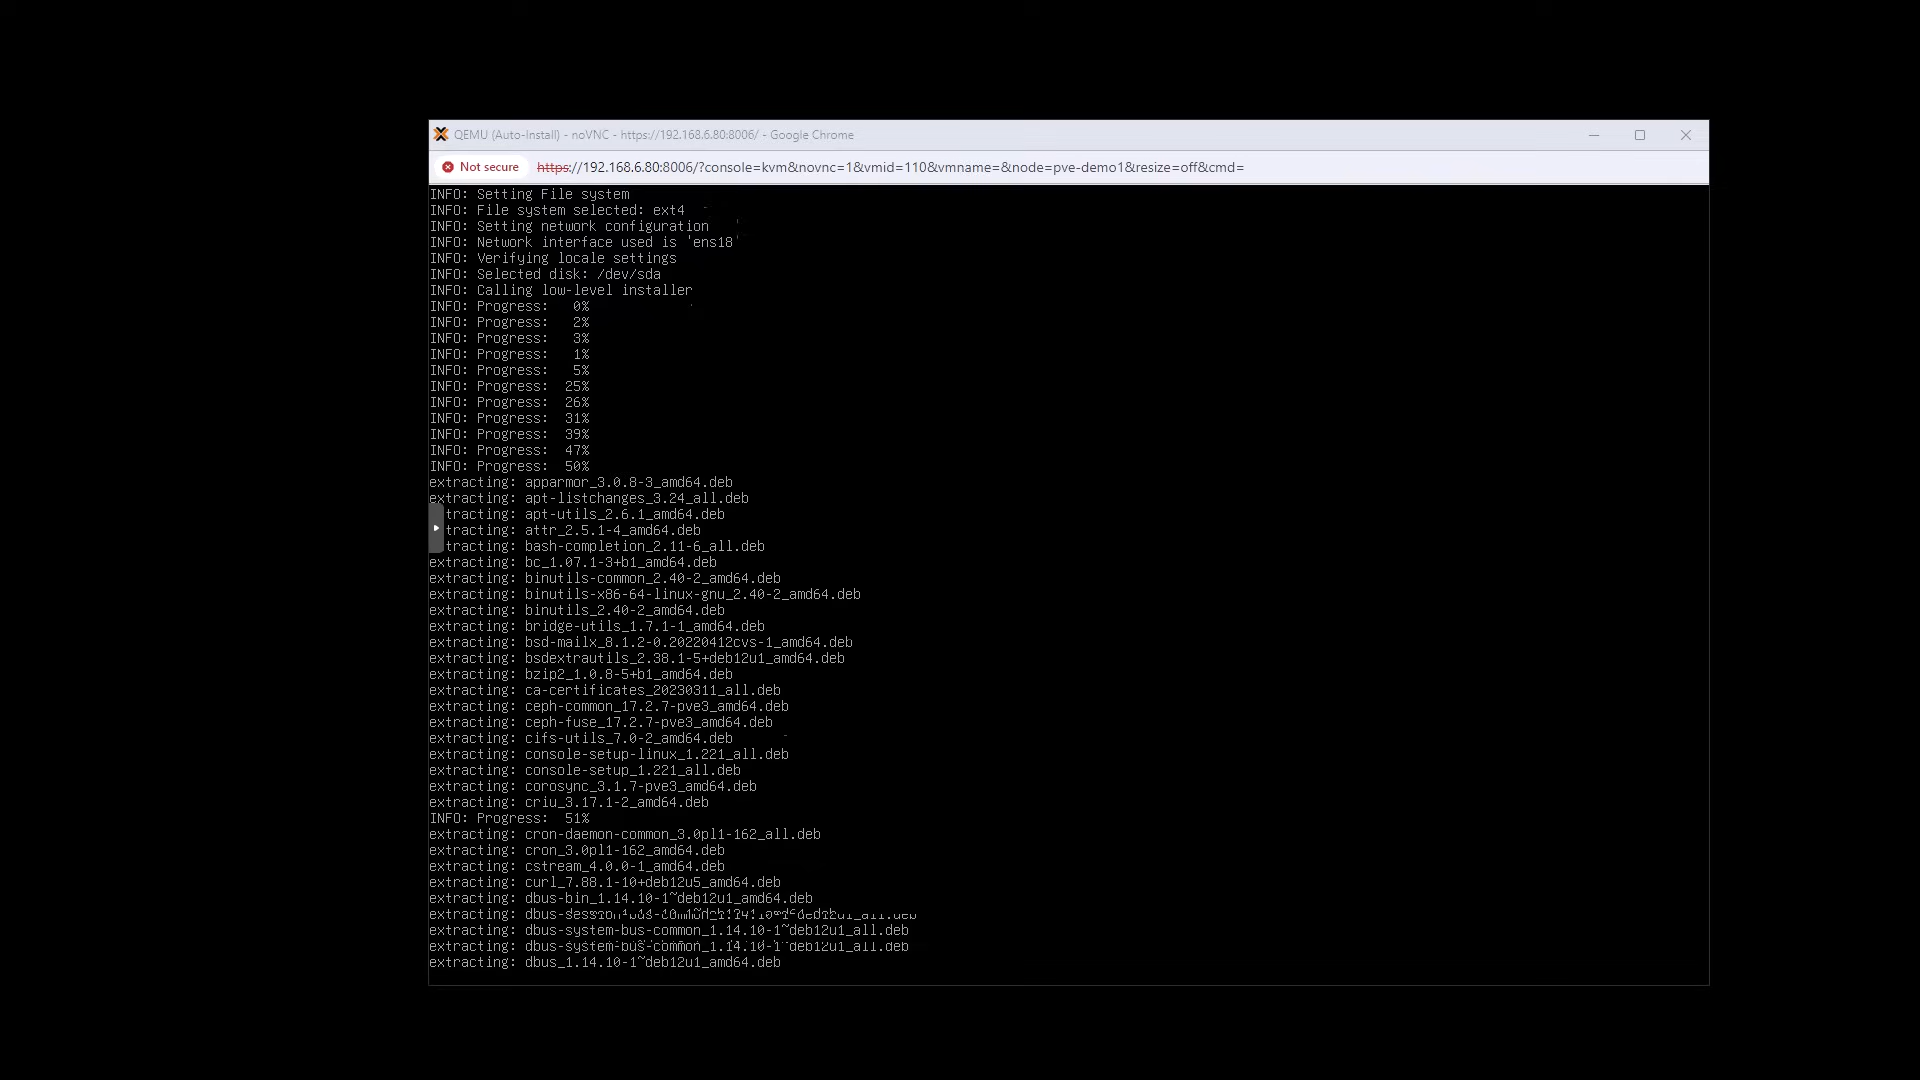 QEMU (Auto-Install) - noVNC - https://192.168.6.80:8006/ - Google Chrome
Not secure https://192.168.6.80:8006/?console=kvm&novnc=1&vmid=110&vmname=&node=pve-demo1&resize=off&cmd=
INFO: Setting File system
INFO: File system selected: ext4
INFO: Setting network configuration
INFO: Network interface used is 'ens18'
INFO: Verifying locale settings
INFO: Selected disk: /dev/sda
INFO: Calling low-level installer
INFO: Progress: 0%
INFO: Progress: 2%
INFO: Progress: 3%
INFO: Progress: 1%
INFO: Progress: 5%
INFO: Progress: 25%
INFO: Progress: 26%
INFO: Progress: 31%
INFO: Progress: 39%
INFO: Progress: 47%
INFO: Progress: 50%
extracting: apparmor_3.0.8-3_amd64.deb
extracting: apt-listchanges_3.24_all.deb
tracting: apt-utils_2.6.1_amd64.deb
tracting: attr_2.5.1-4_amd64.deb
tracting: bash-completion_2.11-6_all.deb
extracting: bc_1.07.1-3+b1_amd64.deb
extracting: binutils-common_2.40-2_amd64.deb
extracting: binutils-x86-64-linux-gnu_2.40-2_amd64.deb
extracting: binutils_2.40-2_amd64.deb
extracting: bridge-utils_1.7.1-1_amd64.deb
extracting: bsd-mailx_8.1.2-0.20220412cvs-1_amd64.deb
extracting: bsdextrautils_2.38.1-5+deb12u1_amd64.deb
extracting: bzip2_1.0.8-5+b1_amd64.deb
extracting: ca-certificates_20230311_all.deb
extracting: ceph-common_17.2.7-pve3_amd64.deb
extracting: ceph-fuse_17.2.7-pve3_amd64.deb
extracting: cifs-utils_7.0-2_amd64.deb
extracting: console-setup-linux_1.221_all.deb
extracting: console-setup_1.221_all.deb
extracting: corosync_3.1.7-pve3_amd64.deb
extracting: criu_3.17.1-2_amd64.deb
INFO: Progress: 51%
extracting: cron-daemon-common_3.0pl1-162_all.deb
extracting: cron_3.0pl1-162_amd64.deb
extracting: cstream_4.0.0-1_amd64.deb
extracting: curl_7.88.1-10+deb12u5_amd64.deb
extracting: dbus-bin_1.14.10-1~deb12u1_amd64.deb
extracting:
extracting: dbus-system-bus-common_1.14.10-1~deb12u1_all.deb
extracting: dbus-system-bus-common_1.14.10-1~deb12u1_all.deb
extracting: dbus_1.14.10-1~deb12u1_amd64.deb